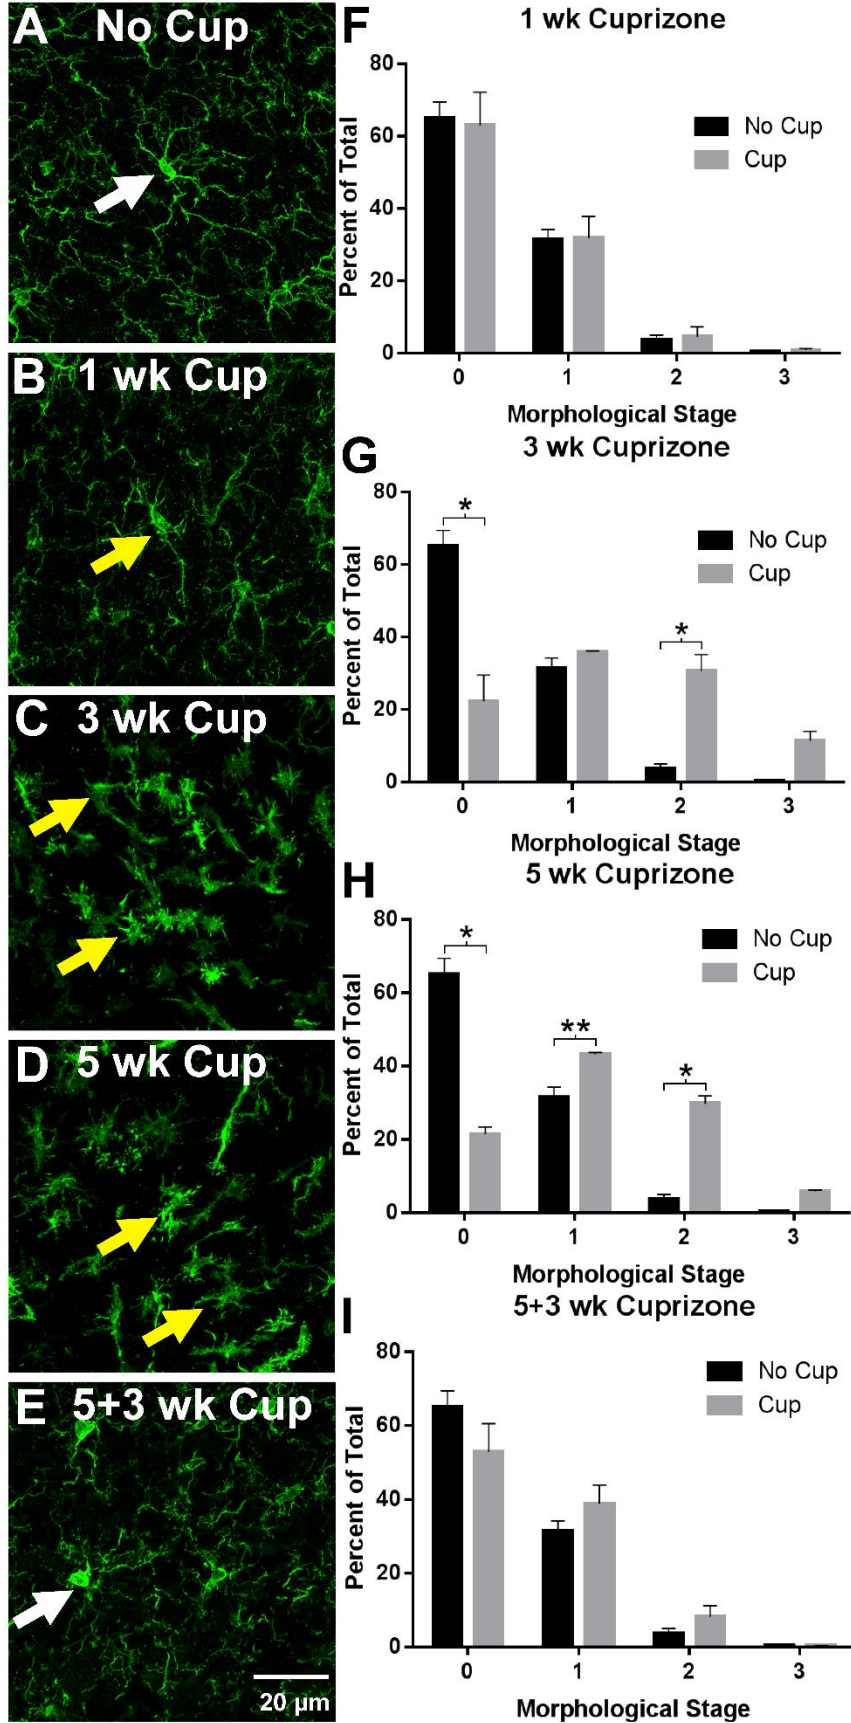 A No Cup
B 1 wk Cup
C 3 wk Cup
D 5 wk Cup
E 5+3 wk Cup
20 µm
F 1 wk Cuprizone
Percent of Total
80
60
40
20
0
No Cup
Cup
0 1 2 3
Morphological Stage
G 3 wk Cuprizone
Percent of Total
80
60
40
20
0
*
*
No Cup
Cup
0 1 2 3
Morphological Stage
H 5 wk Cuprizone
Percent of Total
80
60
40
20
0
*
**
*
No Cup
Cup
0 1 2 3
Morphological Stage
I 5+3 wk Cuprizone
Percent of Total
80
60
40
20
0
No Cup
Cup
0 1 2 3
Morphological Stage